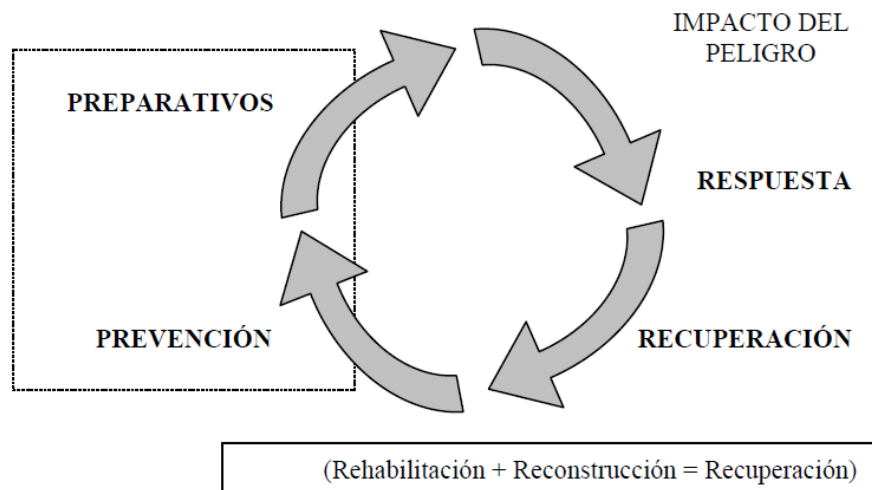 IMPACTO DEL
PELIGRO
PREPARATIVOS
RESPUESTA
PREVENCIÓN
RECUPERACIÓN
(Rehabilitación + Reconstrucción = Recuperación)